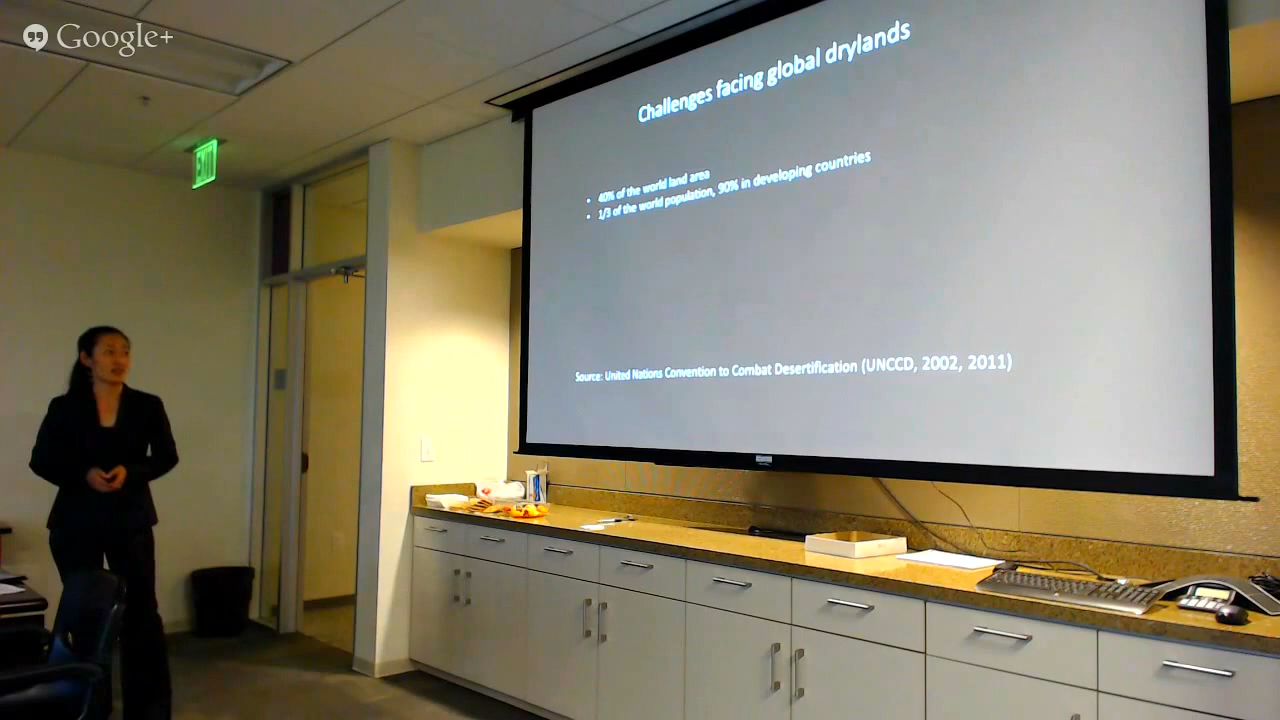 Google+
EXIT
Challenges facing global drylands
• 40% of the world land area
• 1/3 of the world population, 90% in developing countries
Source: United Nations Convention to Combat Desertification (UNCCD, 2002, 2011)